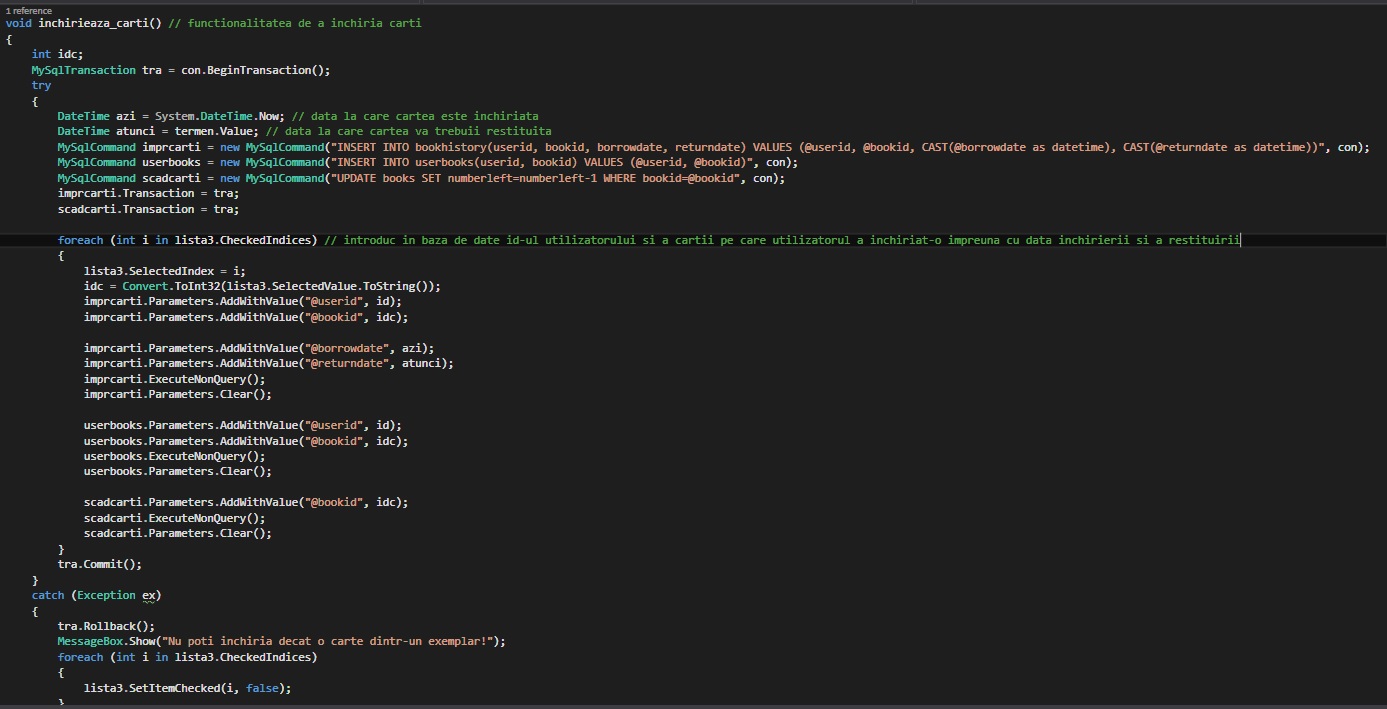 1 reference
void inchirieaza_carti() // functionalitatea de a inchiria carti
{
int idc;
MySqlTransaction tra = con.BeginTransaction();
try
{
DateTime azi = System.DateTime.Now; // data la care cartea este inchiriata
DateTime atunci = termen.Value; // data la care cartea va trebuii restituita
MySqlCommand imprcarti = new MySqlCommand("INSERT INTO bookhistory(userid, bookid, borrowdate, returndate) VALUES (@userid, @bookid, CAST(@borrowdate as datetime), CAST(@returndate as datetime))", con);
MySqlCommand userbooks = new MySqlCommand("INSERT INTO userbooks(userid, bookid) VALUES (@userid, @bookid)", con);
MySqlCommand scadcarti = new MySqlCommand("UPDATE books SET numberleft=numberleft-1 WHERE bookid=@bookid", con);
imprcarti.Transaction = tra;
scadcarti.Transaction = tra;
foreach (int i in lista3.CheckedIndices) // introduc in baza de date id-ul utilizatorului si a cartii pe care utilizatorul a inchiriat-o impreuna cu data inchirierii si a restituirii
{
lista3.SelectedIndex = i;
idc = Convert.ToInt32(lista3.SelectedValue.ToString());
imprcarti.Parameters.AddWithValue("@userid", id);
imprcarti.Parameters.AddWithValue("@bookid", idc);
imprcarti.Parameters.AddWithValue("@borrowdate", azi);
imprcarti.Parameters.AddWithValue("@returndate", atunci);
imprcarti.ExecuteNonQuery();
imprcarti.Parameters.Clear();
userbooks.Parameters.AddWithValue("@userid", id);
userbooks.Parameters.AddWithValue("@bookid", idc);
userbooks.ExecuteNonQuery();
userbooks.Parameters.Clear();
scadcarti.Parameters.AddWithValue("@bookid", idc);
scadcarti.ExecuteNonQuery();
scadcarti.Parameters.Clear();
}
tra.Commit();
}
catch (Exception ex)
{
tra.Rollback();
MessageBox.Show("Nu poti inchiria decat o carte dintr-un exemplar!");
foreach (int i in lista3.CheckedIndices)
{
lista3.SetItemChecked(i, false);
}